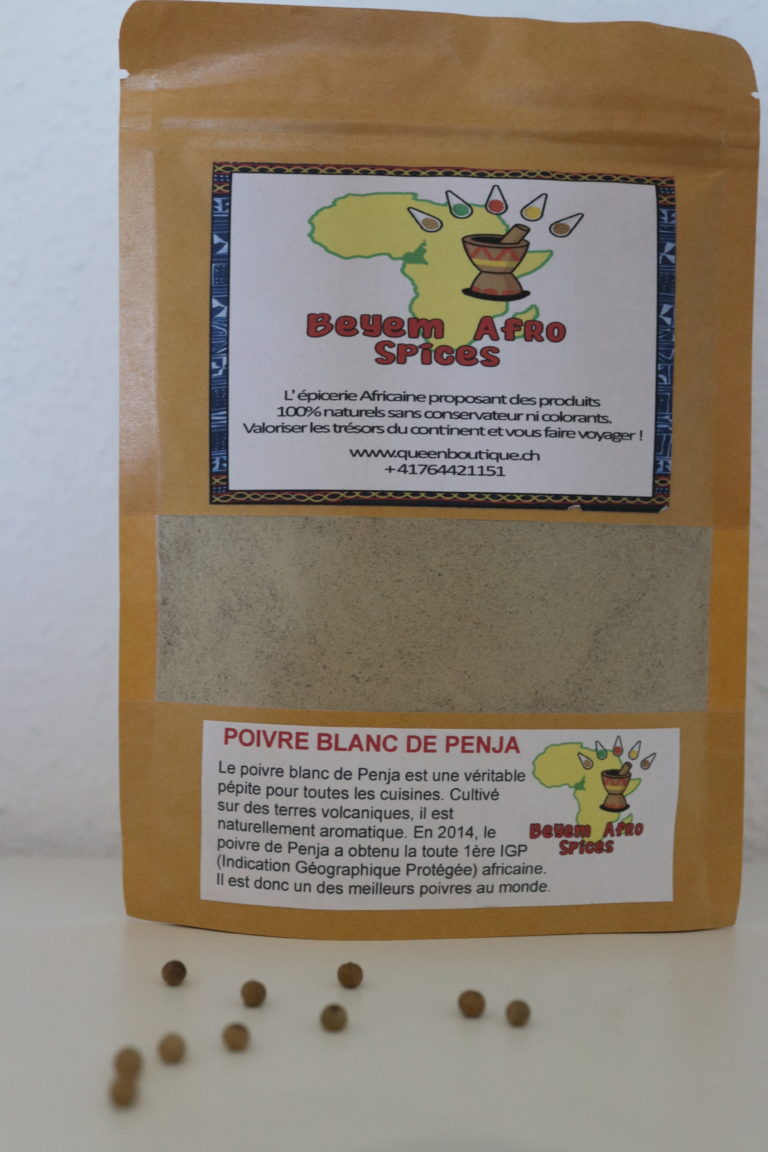 Beyem Afro
Spices
L' épicerie Africaine proposant des produits
100% naturels sans conservateur ni colorants.
Valoriser les trésors du continent et vous faire voyager !
www.queenboutique.ch
+41764421151
POIVRE BLANC DE PENJA
Le poivre blanc de Penja est une véritable
pépite pour toutes les cuisines. Cultivé
sur des terres volcaniques, il est
naturellement aromatique. En 2014, le
poivre de Penja a obtenu la toute 1ère IGP
(Indication Géographique Protégée) africaine.
Il est donc un des meilleurs poivres au monde.
Beyem Afro
Spices